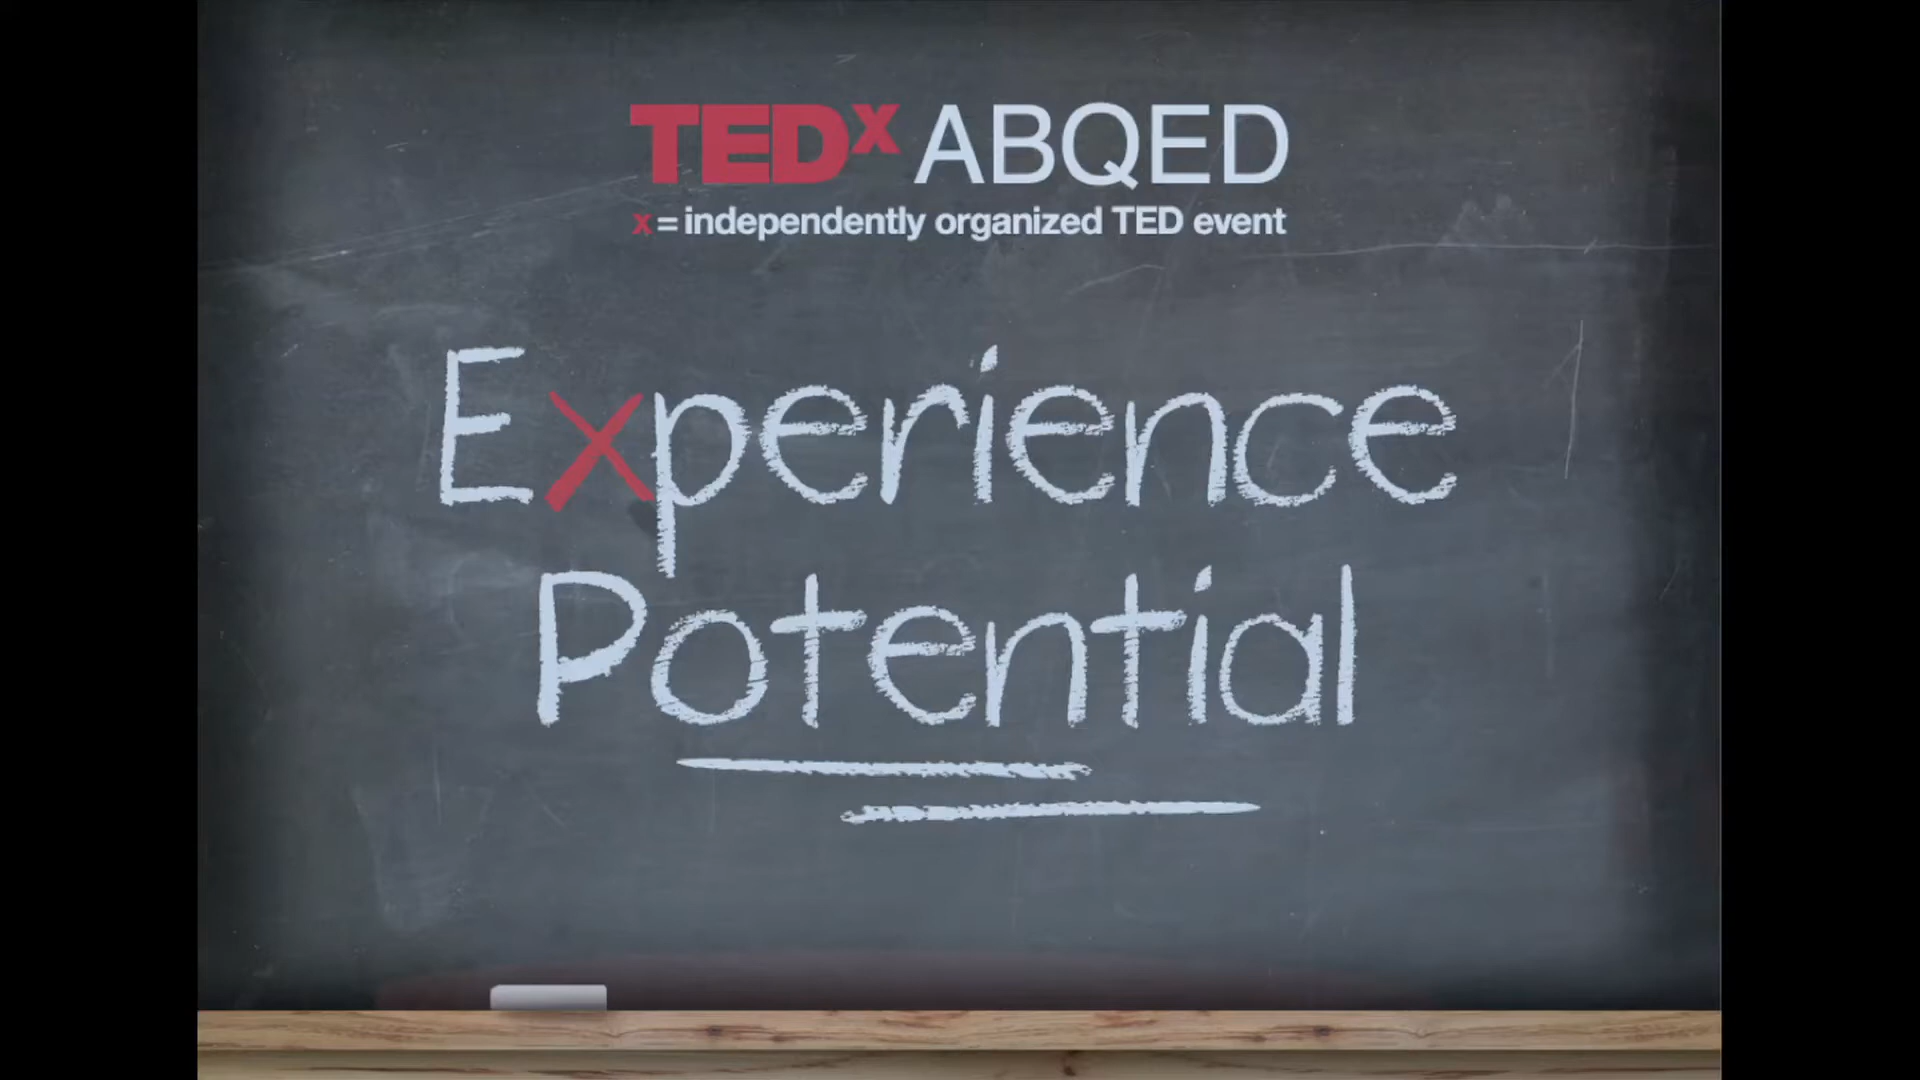 TEDx ABQED
x = independently organized TED event
Experience
Potential